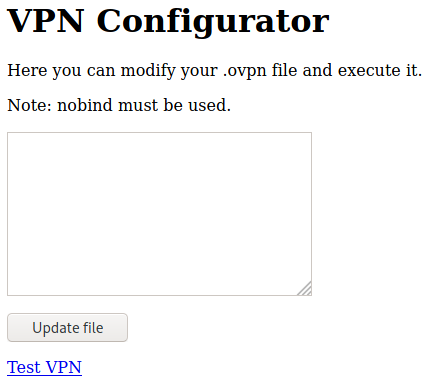 VPN Configurator
Here you can modify your .ovpn file and execute it.
Note: nobind must be used.
Update file
Test VPN